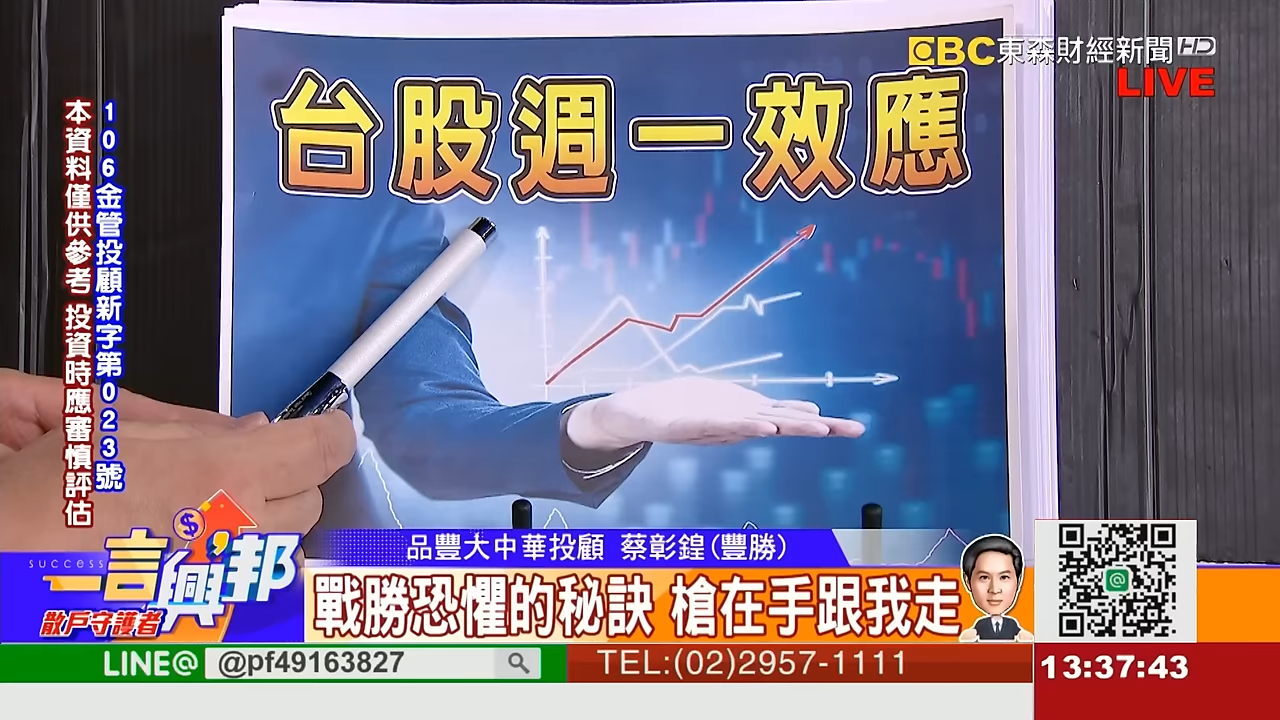 EBC東森財經新聞HD
LIVE
台股週一效應
106金管投顧新字第023號
本資料僅供參考 投資時應審慎評估
SUCCESS
一言興邦
散戶守護者
品豐大中華投顧 蔡彰鍠(豐勝)
戰勝恐懼的秘訣 槍在手跟我走
LINE@ @pf49163827
TEL:(02)2957-1111
13:37:43